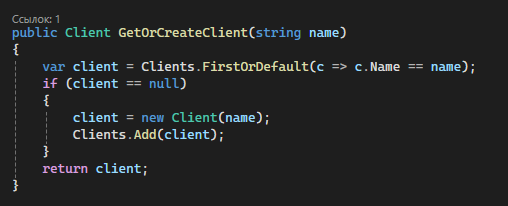 Ссылок: 1
public Client GetOrCreateClient(string name)
{
    var client = Clients.FirstOrDefault(c => c.Name == name);
    if (client == null)
    {
        client = new Client(name);
        Clients.Add(client);
    }
    return client;
}